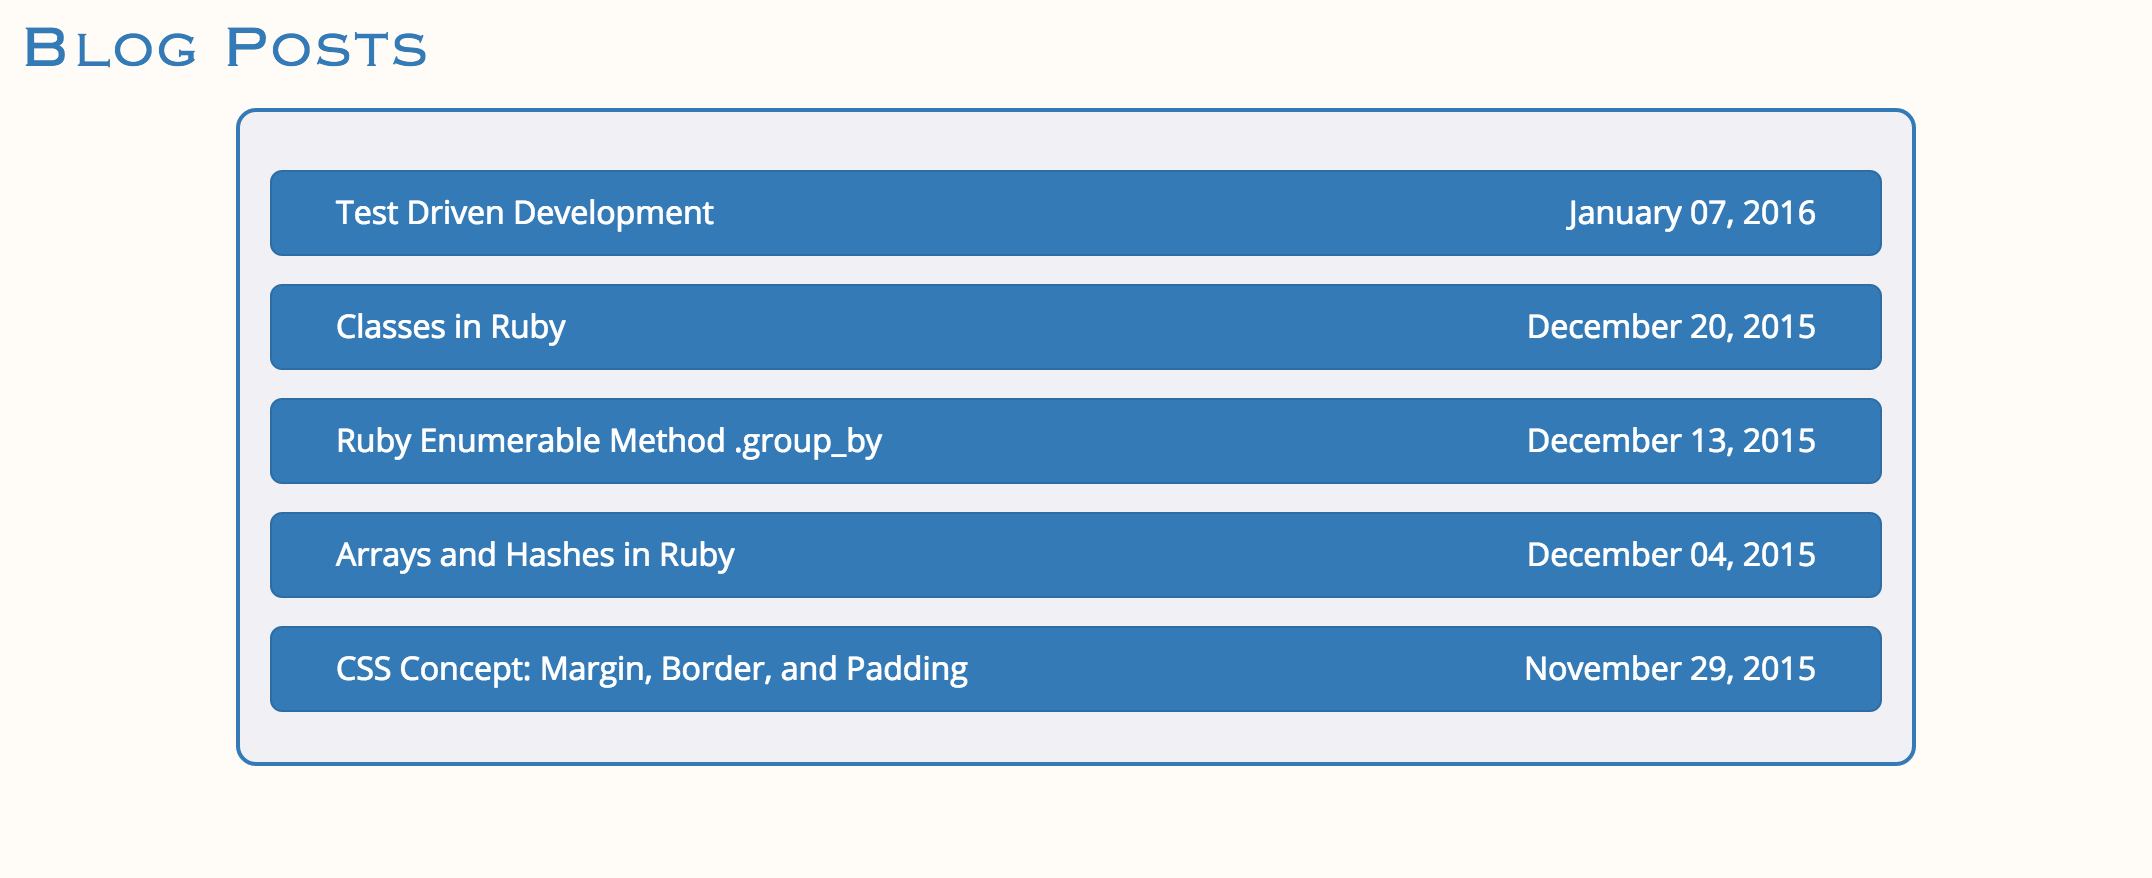 Blog Posts
Test Driven Development January 07, 2016
Classes in Ruby December 20, 2015
Ruby Enumerable Method .group_by December 13, 2015
Arrays and Hashes in Ruby December 04, 2015
CSS Concept: Margin, Border, and Padding November 29, 2015